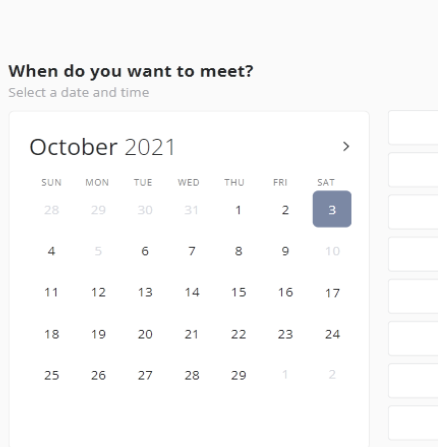 When do you want to meet?
Select a date and time
October 2021
SUN MON TUE WED THU FRI SAT
28 29 30 31 1 2 3
4 5 6 7 8 9 10
11 12 13 14 15 16 17
18 19 20 21 22 23 24
25 26 27 28 29 1 2